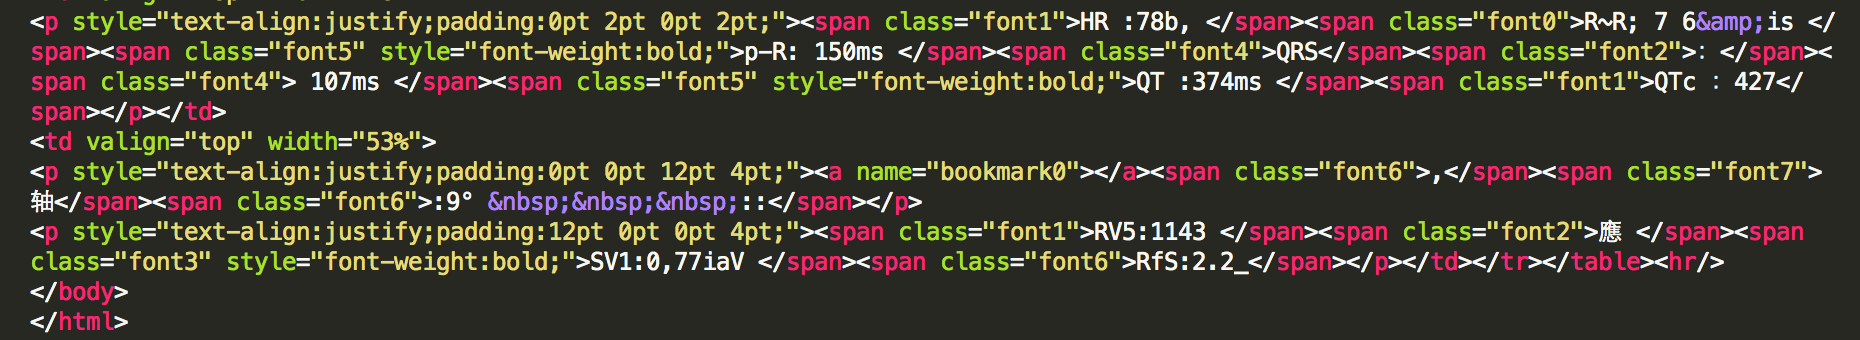 <p style="text-align:justify;padding:0pt 2pt 0pt 2pt;"><span class="font1">HR :78b, </span><span class="font0">R~R; 7 6&amp;is </
span><span class="font5" style="font-weight:bold;">p-R: 150ms </span><span class="font4">QRS</span><span class="font2">: </span><
span class="font4"> 107ms </span><span class="font5" style="font-weight:bold;">QT :374ms </span><span class="font1">QTc : 427</
span></p></td>
<td valign="top" width="53%">
<p style="text-align:justify;padding:0pt 0pt 12pt 4pt;"><a name="bookmark0"></a><span class="font6">,</span><span class="font7">
轴</span><span class="font6">:9° &nbsp;&nbsp;&nbsp;::</span></p>
<p style="text-align:justify;padding:12pt 0pt 0pt 4pt;"><span class="font1">RV5:1143 </span><span class="font2">應 </span><span
class="font3" style="font-weight:bold;">SV1:0,77iaV </span><span class="font6">RfS:2.2_</span></p></td></tr></table><hr/>
</body>
</html>